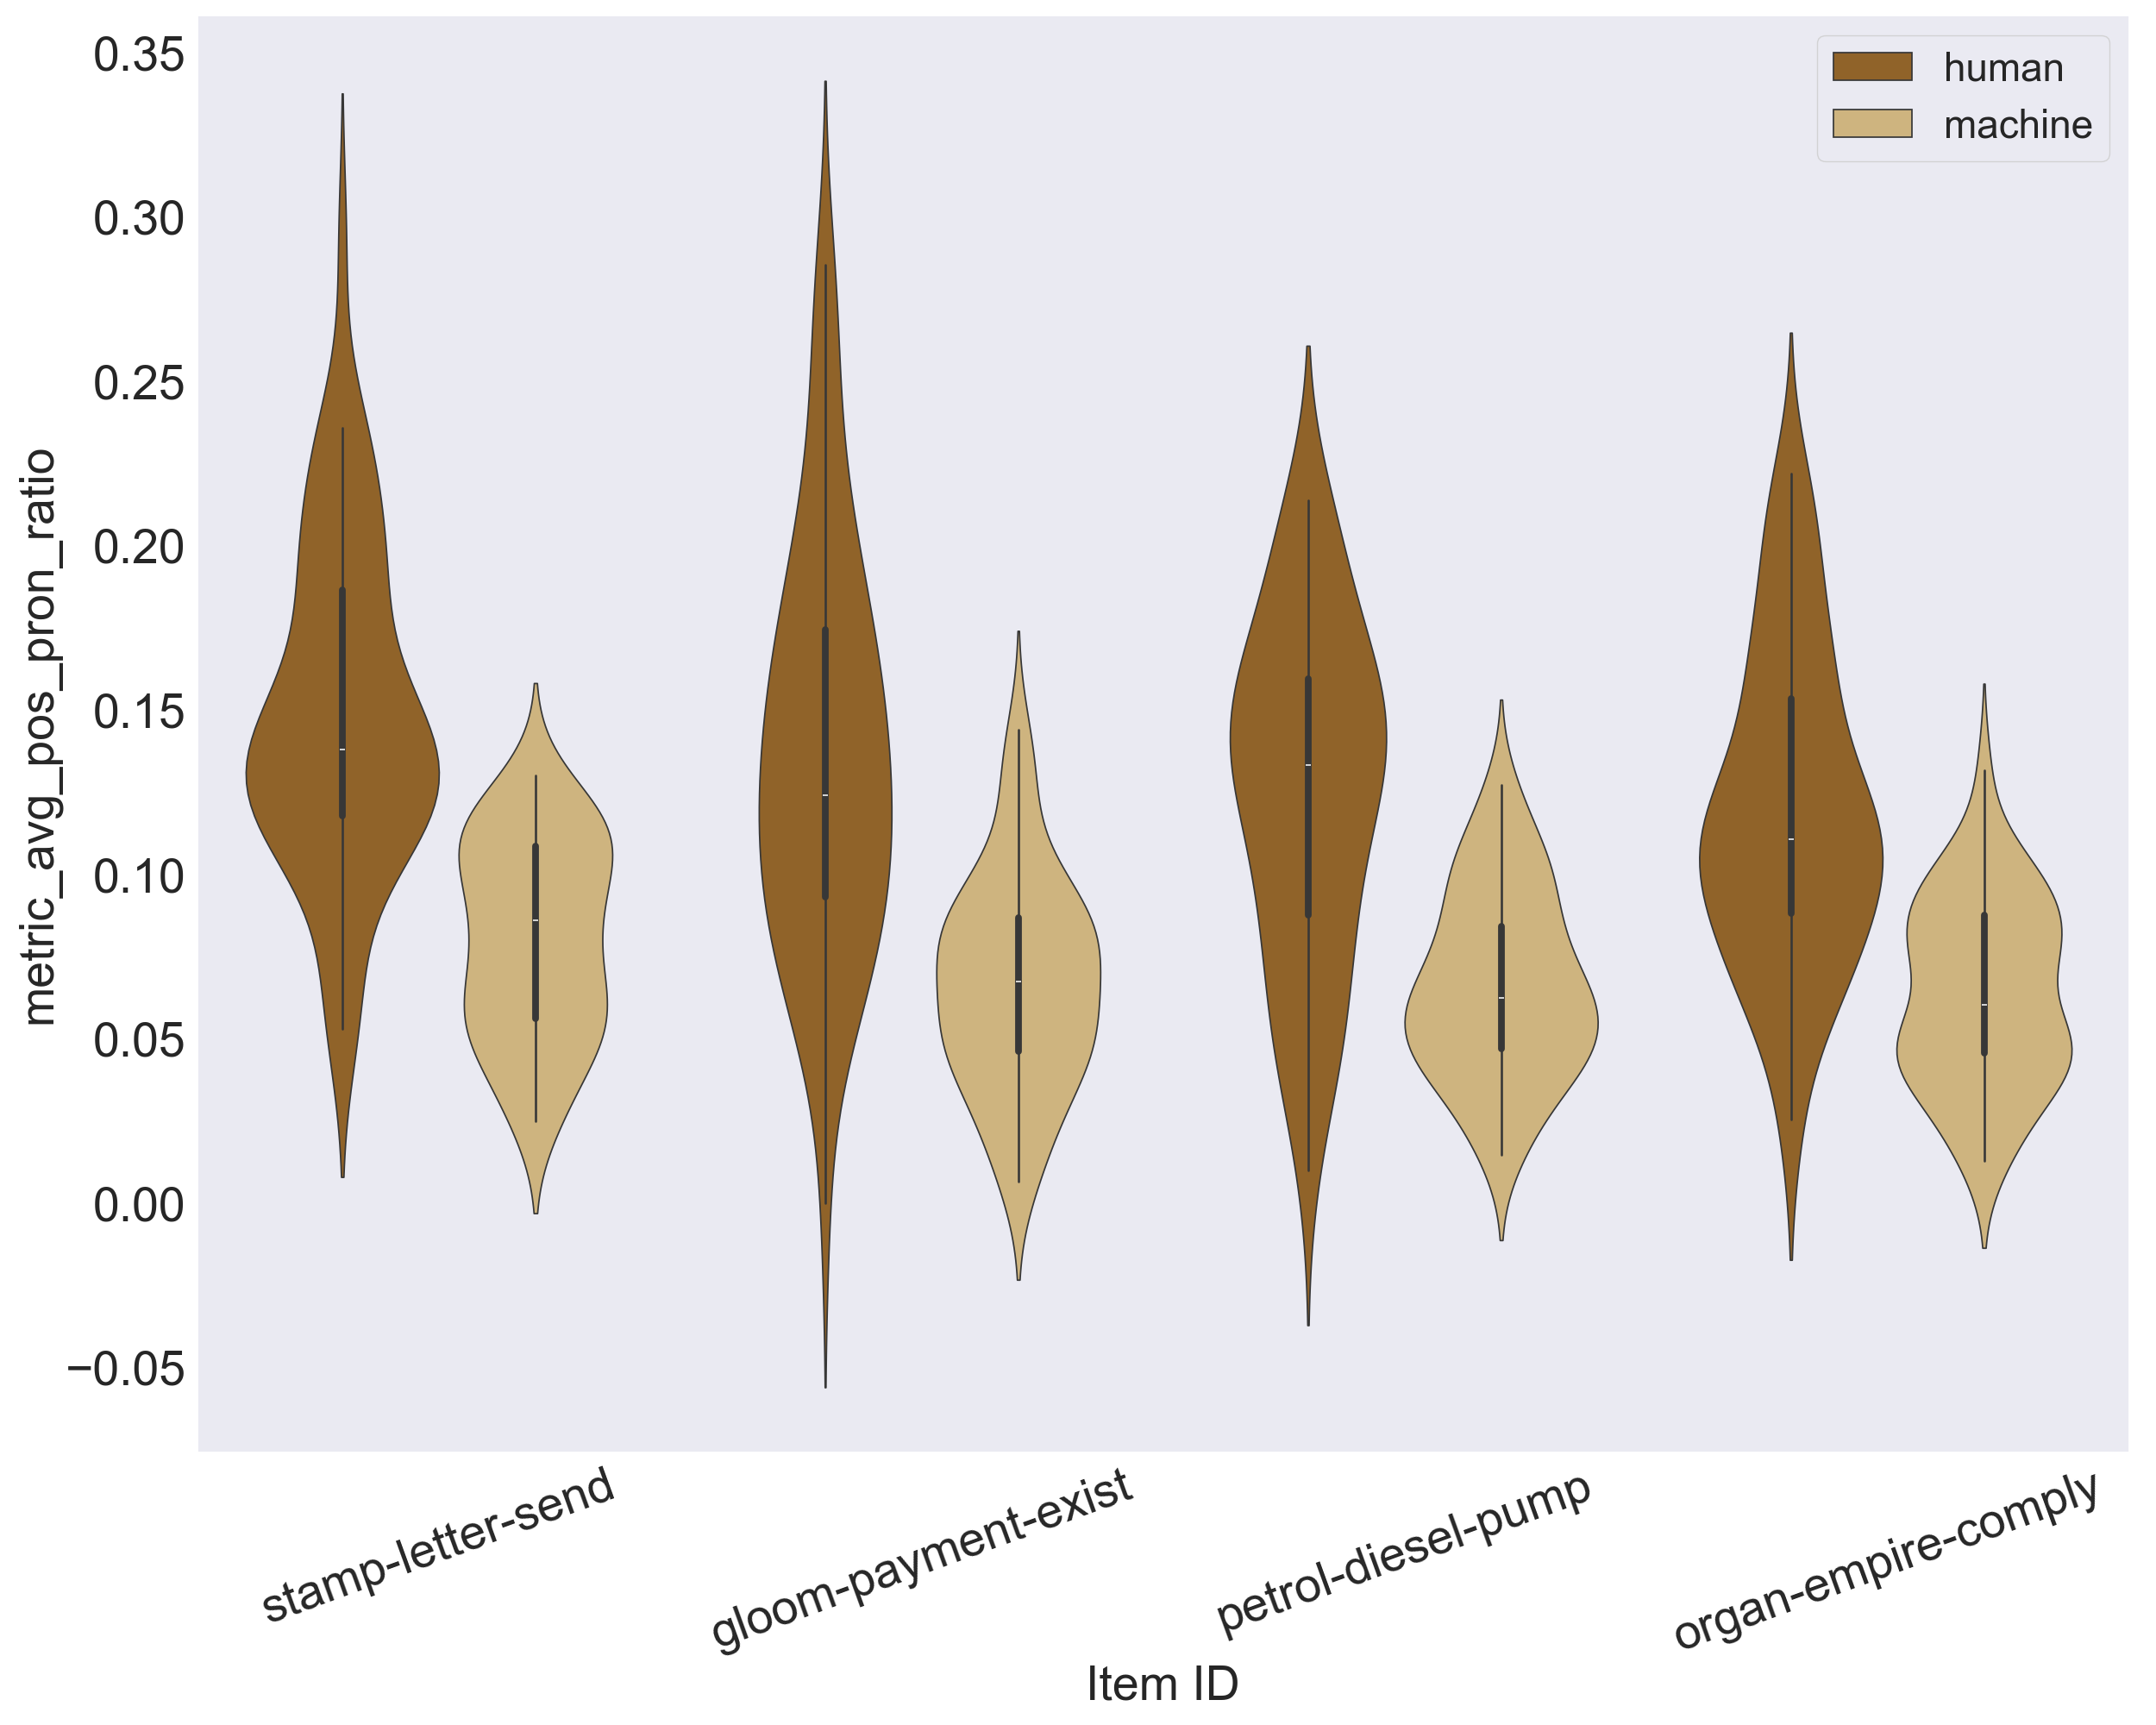 human
machine
metric_avg_pos_pron_ratio
0.35
0.30
0.25
0.20
0.15
0.10
0.05
0.00
−0.05
stamp-letter-send
gloom-payment-exist
petrol-diesel-pump
organ-empire-comply
Item ID